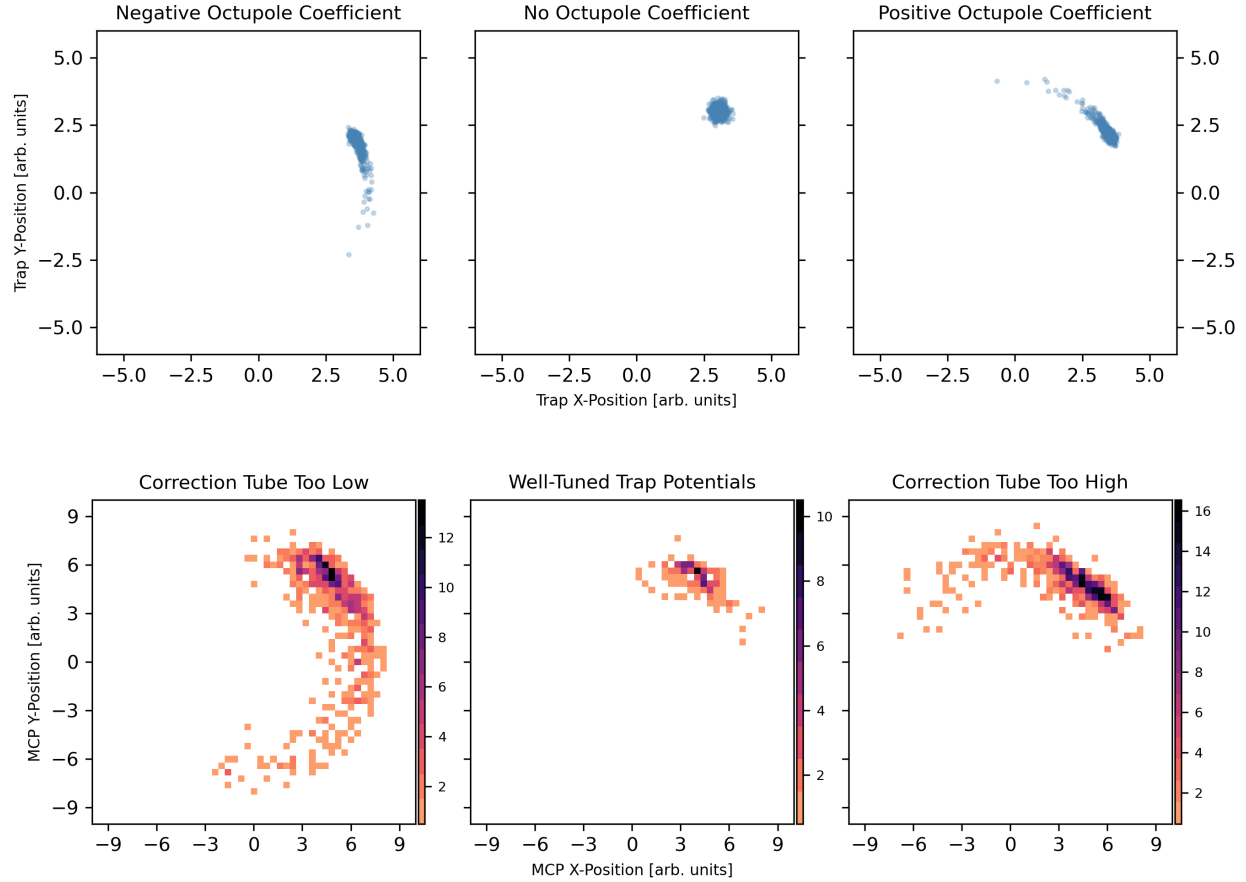 Negative Octupole Coefficient
No Octupole Coefficient
Positive Octupole Coefficient
Trap Y-Position [arb. units]
5.0
2.5
0.0
−2.5
−5.0
5.0
2.5
0.0
−2.5
−5.0
−5.0 −2.5 0.0 2.5 5.0
−5.0 −2.5 0.0 2.5 5.0
−5.0 −2.5 0.0 2.5 5.0
Trap X-Position [arb. units]
Correction Tube Too Low
Well-Tuned Trap Potentials
Correction Tube Too High
MCP Y-Position [arb. units]
9
6
3
0
−3
−6
−9
12
10
8
6
4
2
10
8
6
4
2
16
14
12
10
8
6
4
2
−9 −6 −3 0 3 6 9
−9 −6 −3 0 3 6 9
−9 −6 −3 0 3 6 9
MCP X-Position [arb. units]